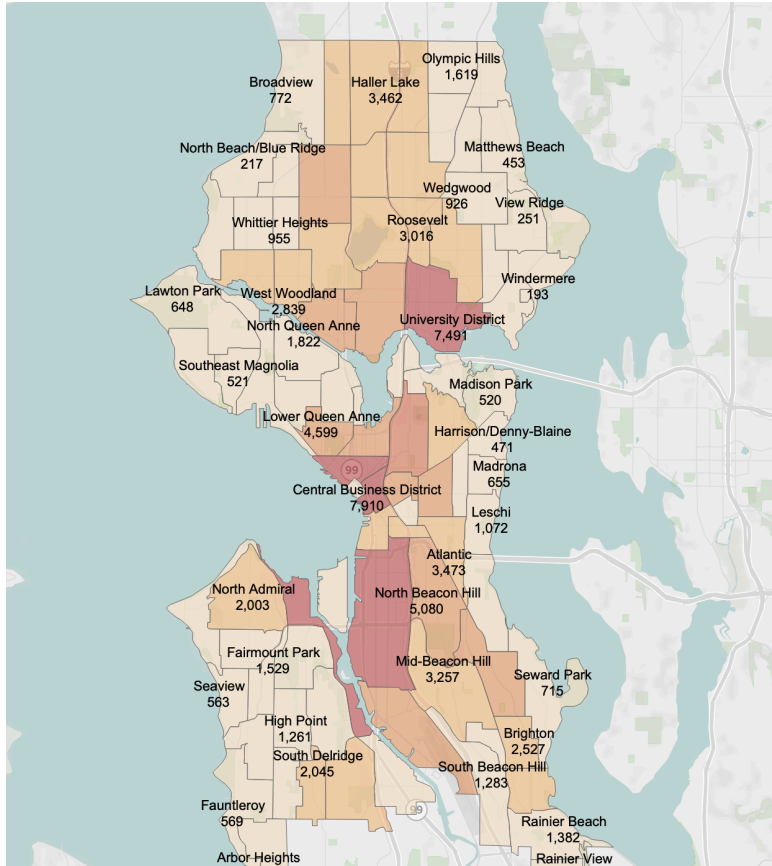 Olympic Hills
1,619
Broadview
772
Haller Lake
3,462
North Beach/Blue Ridge
217
Matthews Beach
453
Wedgwood
926
View Ridge
251
Whittier Heights
955
Roosevelt
3,016
Windermere
193
Lawton Park
648
West Woodland
2,839
University District
7,491
North Queen Anne
1,822
Southeast Magnolia
521
Madison Park
520
Lower Queen Anne
4,599
Harrison/Denny-Blaine
471
99
Madrona
655
Central Business District
7,910
Leschi
1,072
Atlantic
3,473
North Admiral
2,003
North Beacon Hill
5,080
Fairmount Park
1,529
Mid-Beacon Hill
3,257
Seward Park
715
Seaview
563
High Point
1,261
Brighton
2,527
South Delridge
2,045
South Beacon Hill
1,283
Fauntleroy
569
99
Rainier Beach
1,382
Arbor Heights
Rainier View